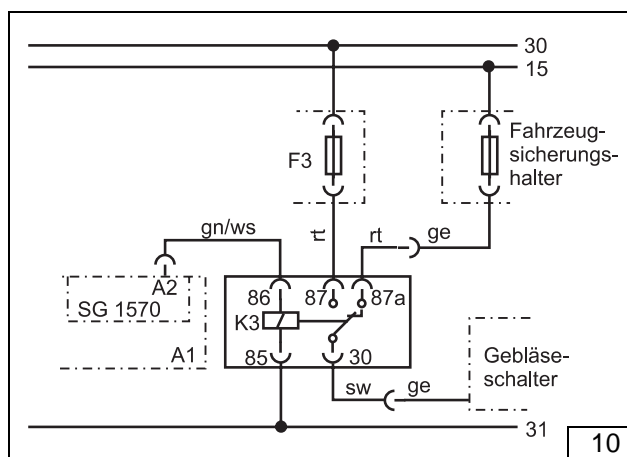 30
15
F3
Fahrzeug-
sicherungs-
halter
gn/ws
rt
rt
ge
A2
SG 1570
A1
86
87
87a
K3
85
30
sw
ge
Gebläse-
schalter
31
10